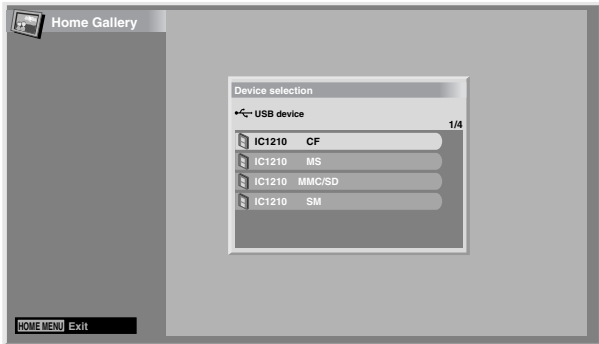 Home Gallery
Device selection
USB device
1/4
IC1210 CF
IC1210 MS
IC1210 MMC/SD
IC1210 SM
HOME MENU Exit